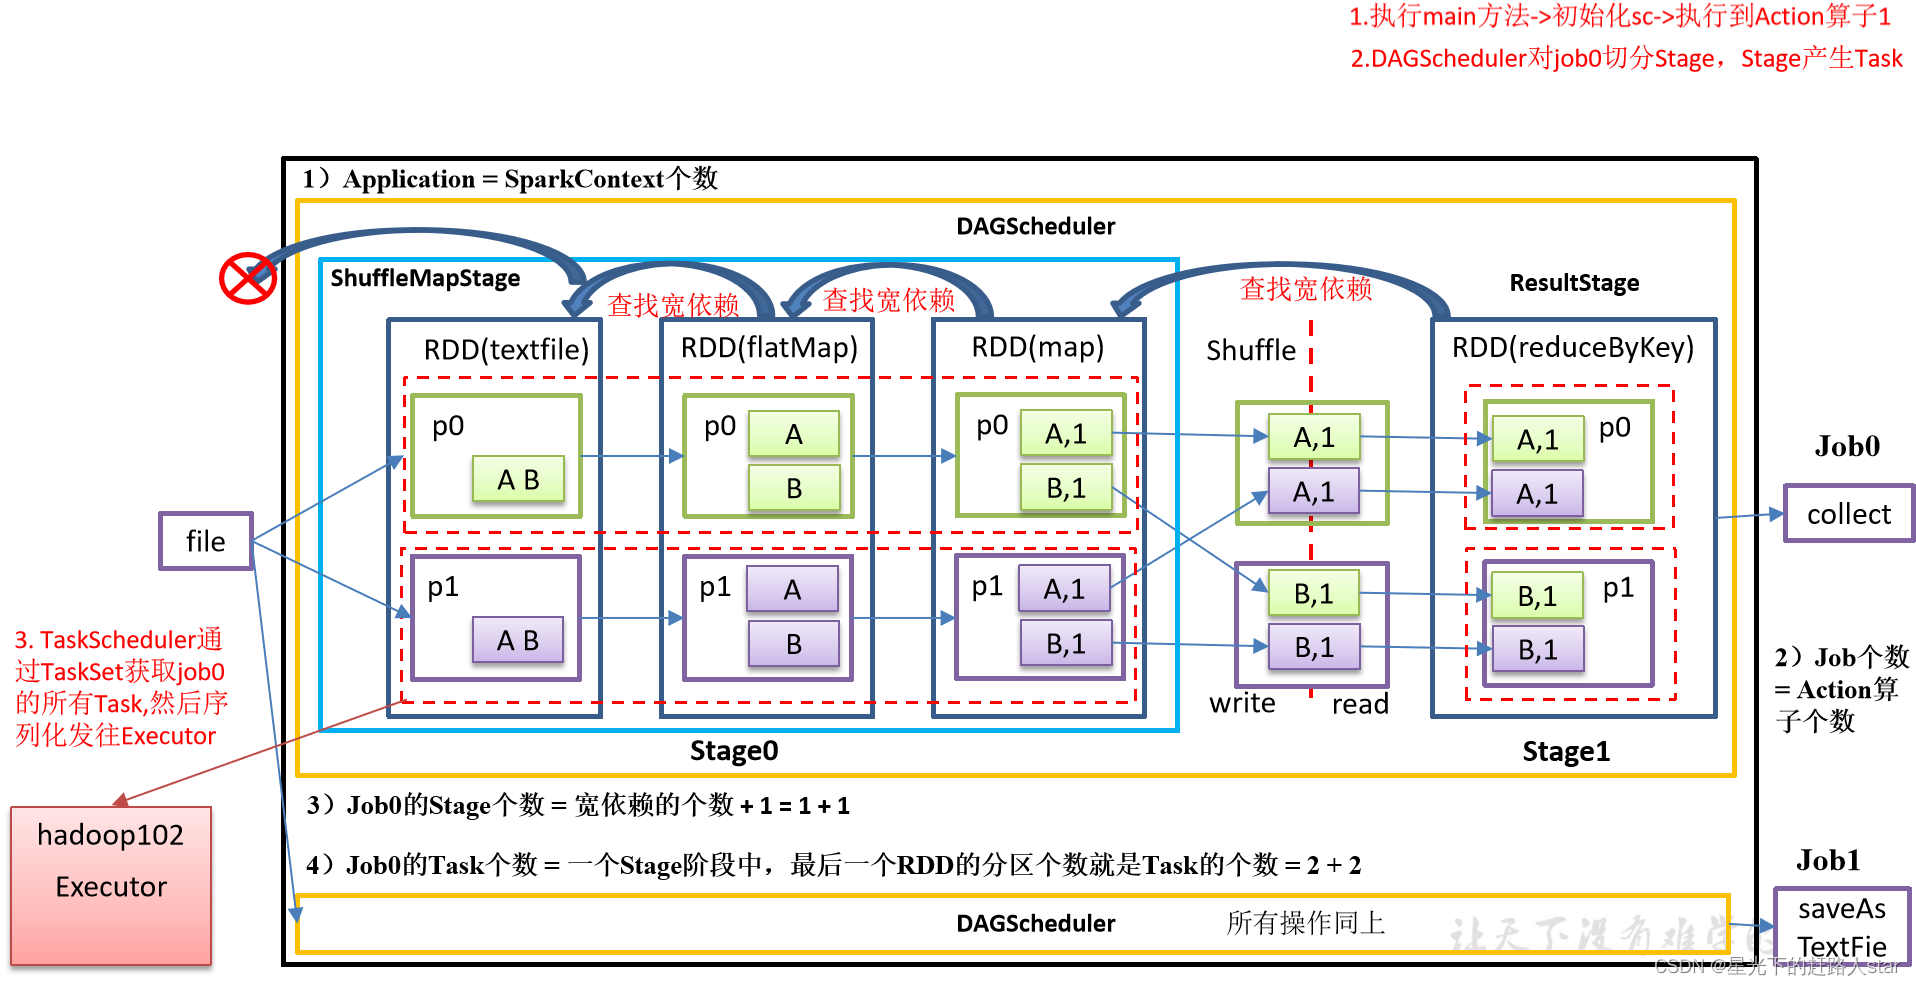 1.执行main方法->初始化sc->执行到Action算子1
2.DAGScheduler对job0切分Stage，Stage产生Task
1）Application = SparkContext个数
DAGScheduler
ShuffleMapStage
ResultStage
查找宽依赖
查找宽依赖
查找宽依赖
RDD(textfile)
RDD(flatMap)
RDD(map)
Shuffle
RDD(reduceByKey)
p0
A B
p0
A
B
p0
A,1
B,1
A,1
A,1
A,1
A,1
p0
Job0
collect
file
p1
A B
p1
A
B
p1
A,1
B,1
B,1
B,1
B,1
B,1
p1
write
read
3. TaskScheduler通
过TaskSet获取job0
的所有Task,然后序
列化发往Executor
2）Job个数
= Action算
子个数
Stage0
Stage1
hadoop102
Executor
3）Job0的Stage个数 = 宽依赖的个数 + 1 = 1 + 1
4）Job0的Task个数 = 一个Stage阶段中，最后一个RDD的分区个数就是Task的个数 = 2 + 2
Job1
DAGScheduler
所有操作同上
saveAs
TextFie
让天下没有难学的
CSDN @星光下的赶路人star